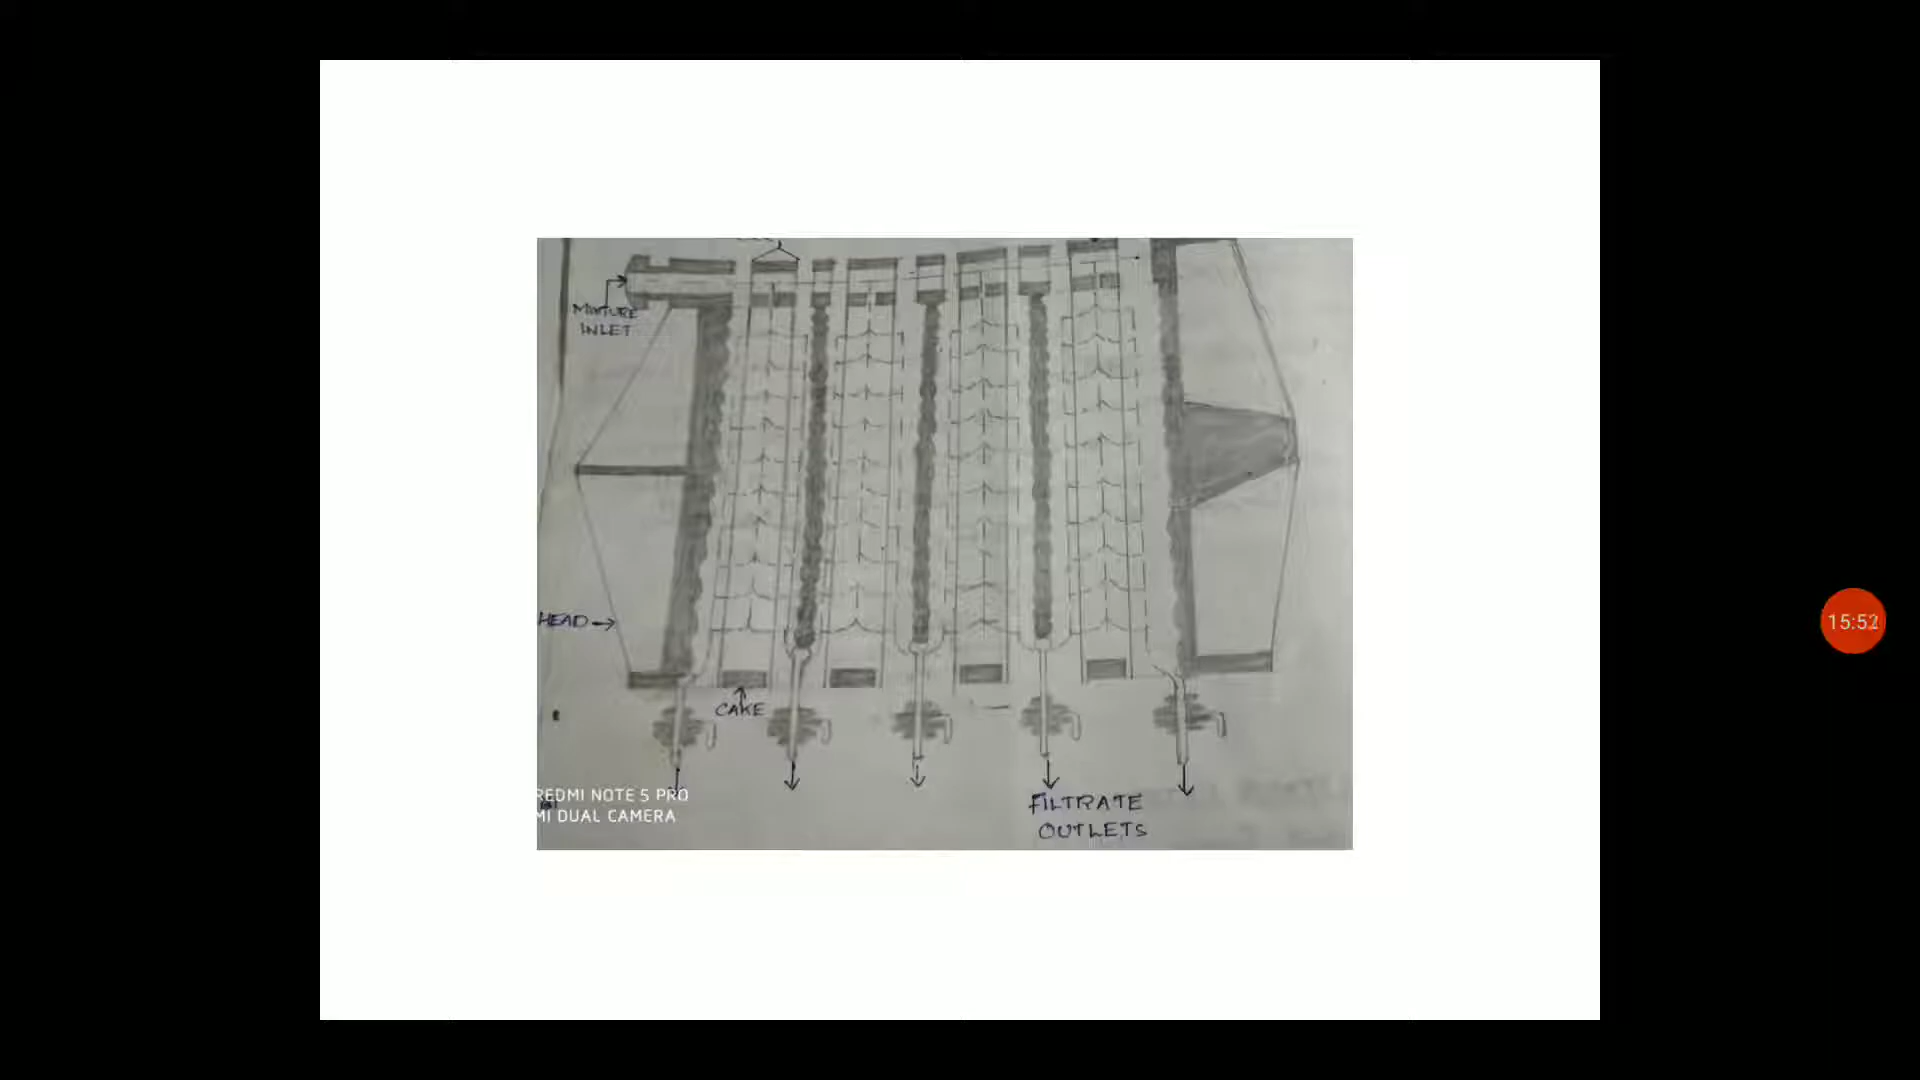 MIXTURE
INLET
HEAD
CAKE
REDMI NOTE 5 PRO
MI DUAL CAMERA
FILTRATE
OUTLETS
15:52